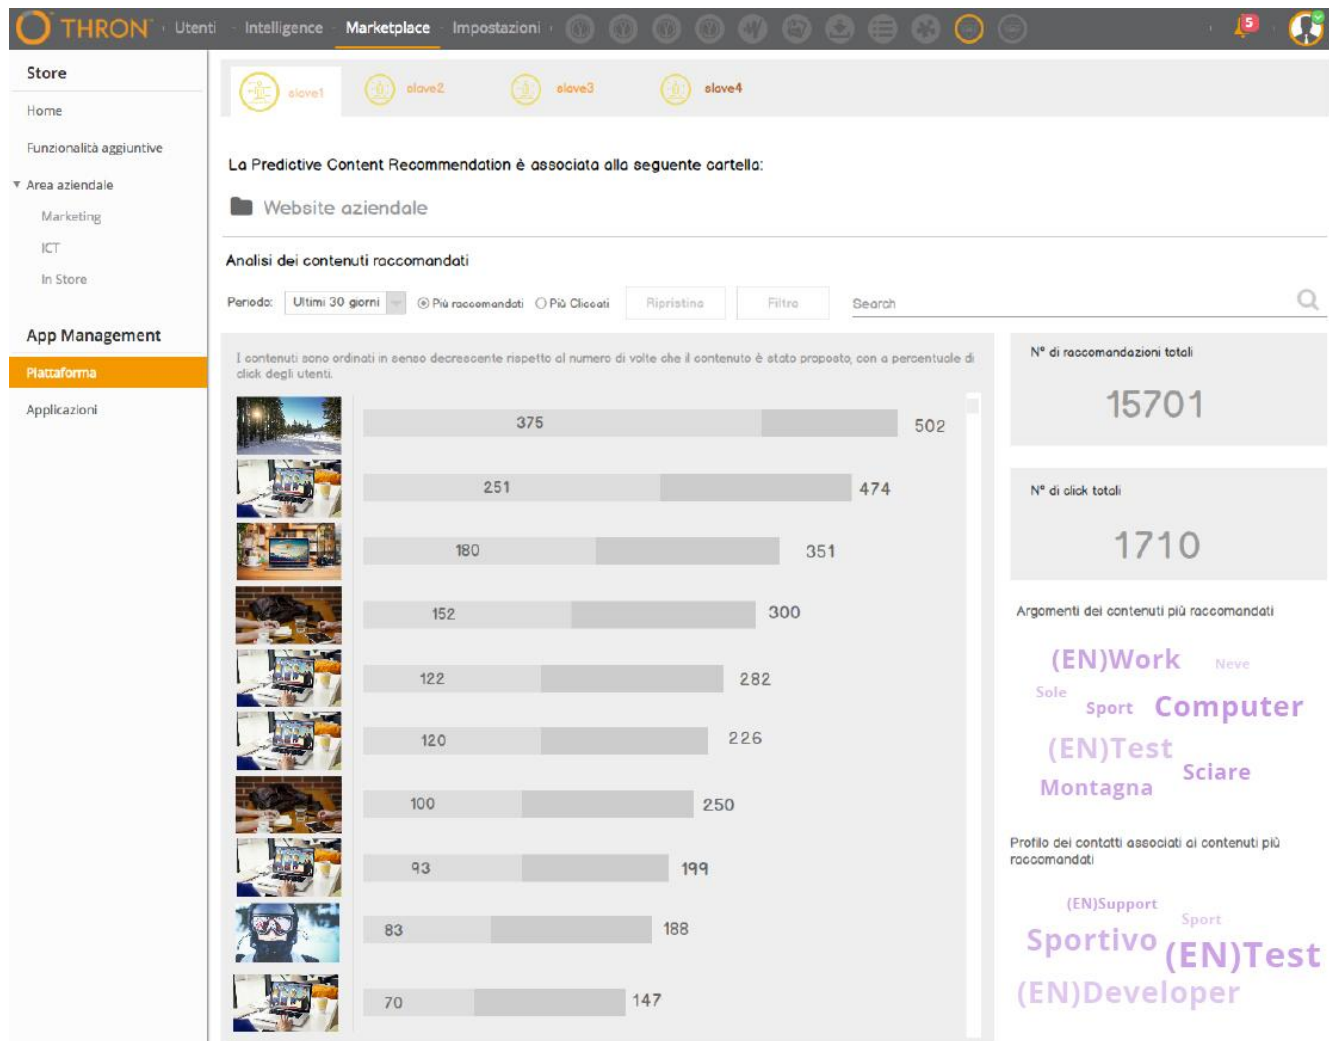 THRON Utenti Intelligence Marketplace Impostazioni 5
Store
Home
Funzionalità aggiuntive
Area aziendale
Marketing
ICT
In Store
App Management
Piattaforma
Applicazioni
slave1 slave2 slave3 slave4
La Predictive Content Recommendation è associata alla seguente cartella:
Website aziendale
Analisi dei contenuti raccomandati
Periodo: Ultimi 30 giorni Più raccomandati Più Cliccati Ripristina Filtra Search
I contenuti sono ordinati in senso decrescente rispetto al numero di volte che il contenuto è stato proposto, con a percentuale di
click degli utenti.
375 502
251 474
180 351
152 300
122 282
120 226
100 250
93 199
83 188
70 147
N° di raccomandazioni totali
15701
N° di click totali
1710
Argomenti dei contenuti più raccomandati
(EN)Work Neve
Sole
Sport Computer
(EN)Test
Sciare
Montagna
Profilo dei contatti associati ai contenuti più
raccomandati
(EN)Support
Sport
Sportivo (EN)Test
(EN)Developer